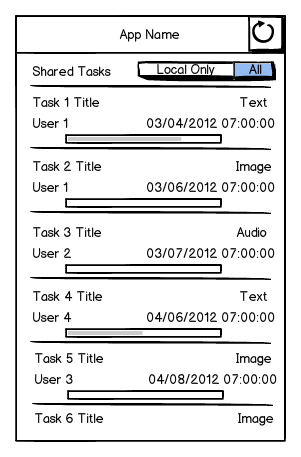 App Name
Shared Tasks Local Only All
Task 1 Title Text
User 1 03/04/2012 07:00:00
Task 2 Title Image
User 1 03/06/2012 07:00:00
Task 3 Title Audio
User 2 03/07/2012 07:00:00
Task 4 Title Text
User 4 04/06/2012 07:00:00
Task 5 Title Image
User 3 04/08/2012 07:00:00
Task 6 Title Image